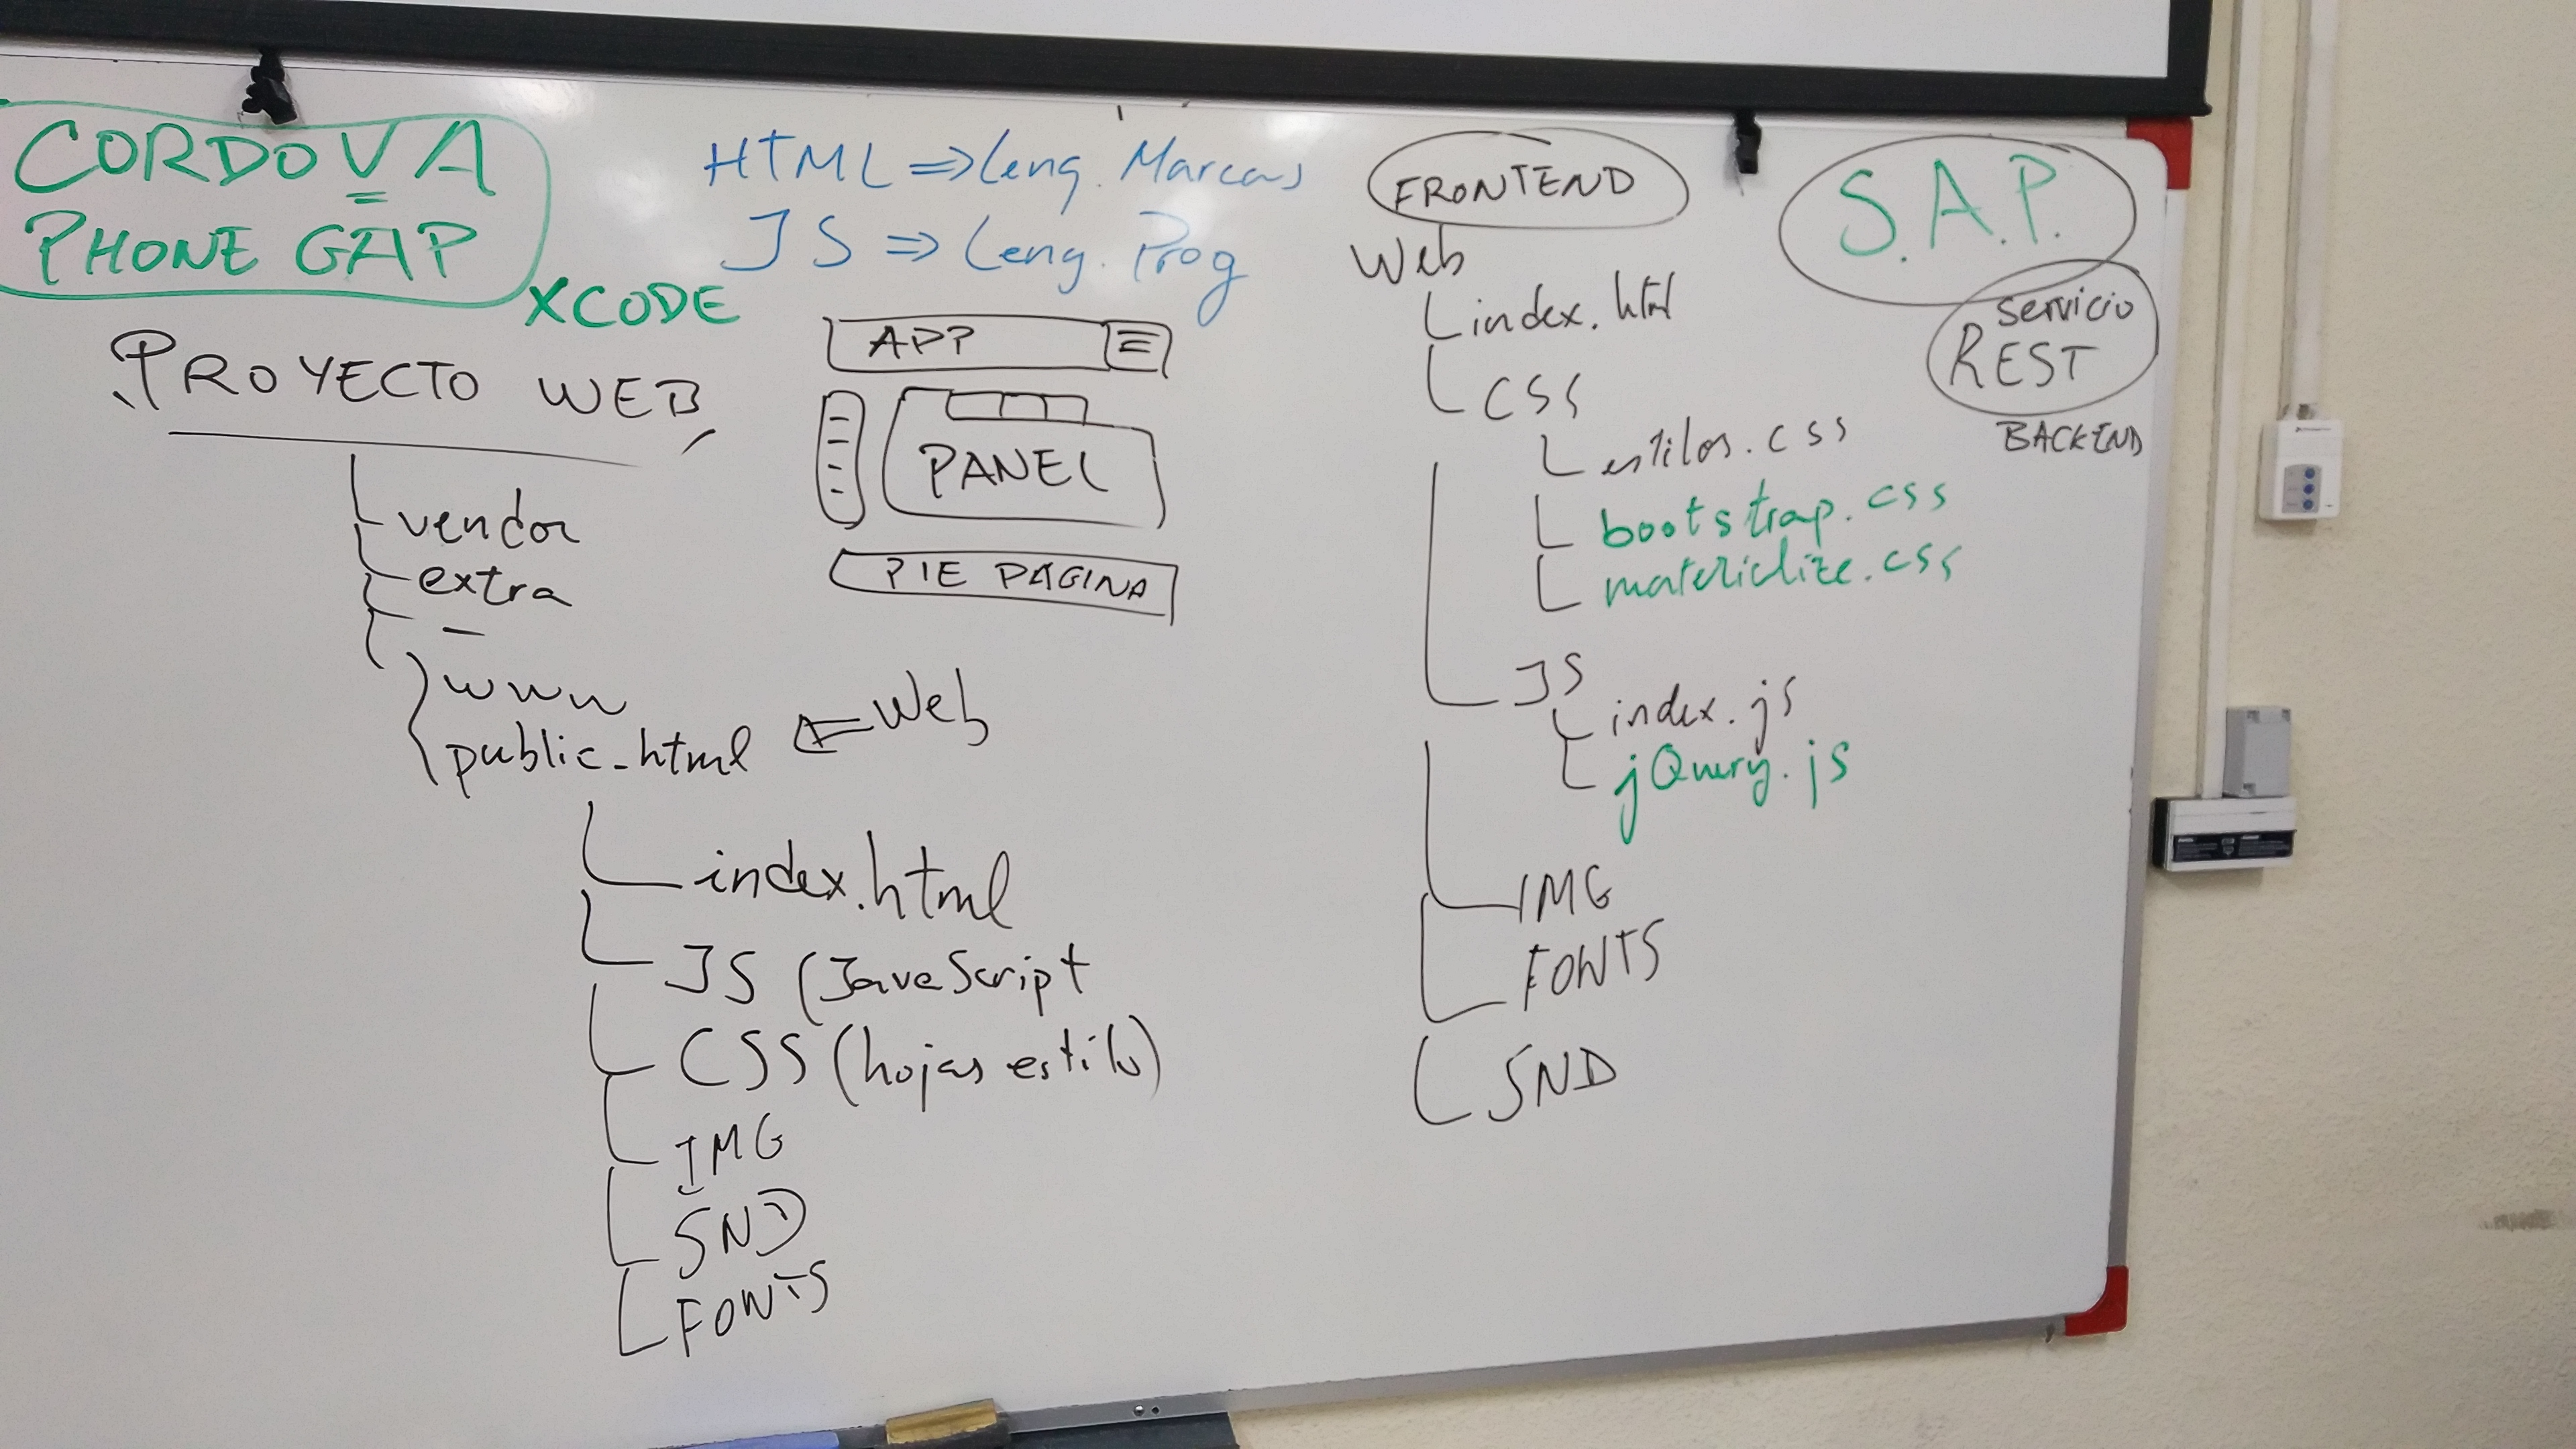 CORDOVA
PHONE GAP
XCODE
PROYECTO WEB
vendor
extra
www
public_html
Web
index.html
JS (JavaScript
CSS (hojas estilo)
IMG
SND
FONTS
HTML => Leng. Marcas
JS => Leng. Prog
APP
PANEL
PIE PAGINA
FRONTEND
Web
index.html
CSS
estilos.css
bootstrap.css
materialize.css
JS
index.js
jQuery.js
IMG
FONTS
SND
S.A.P.
servicio
REST
BACKEND